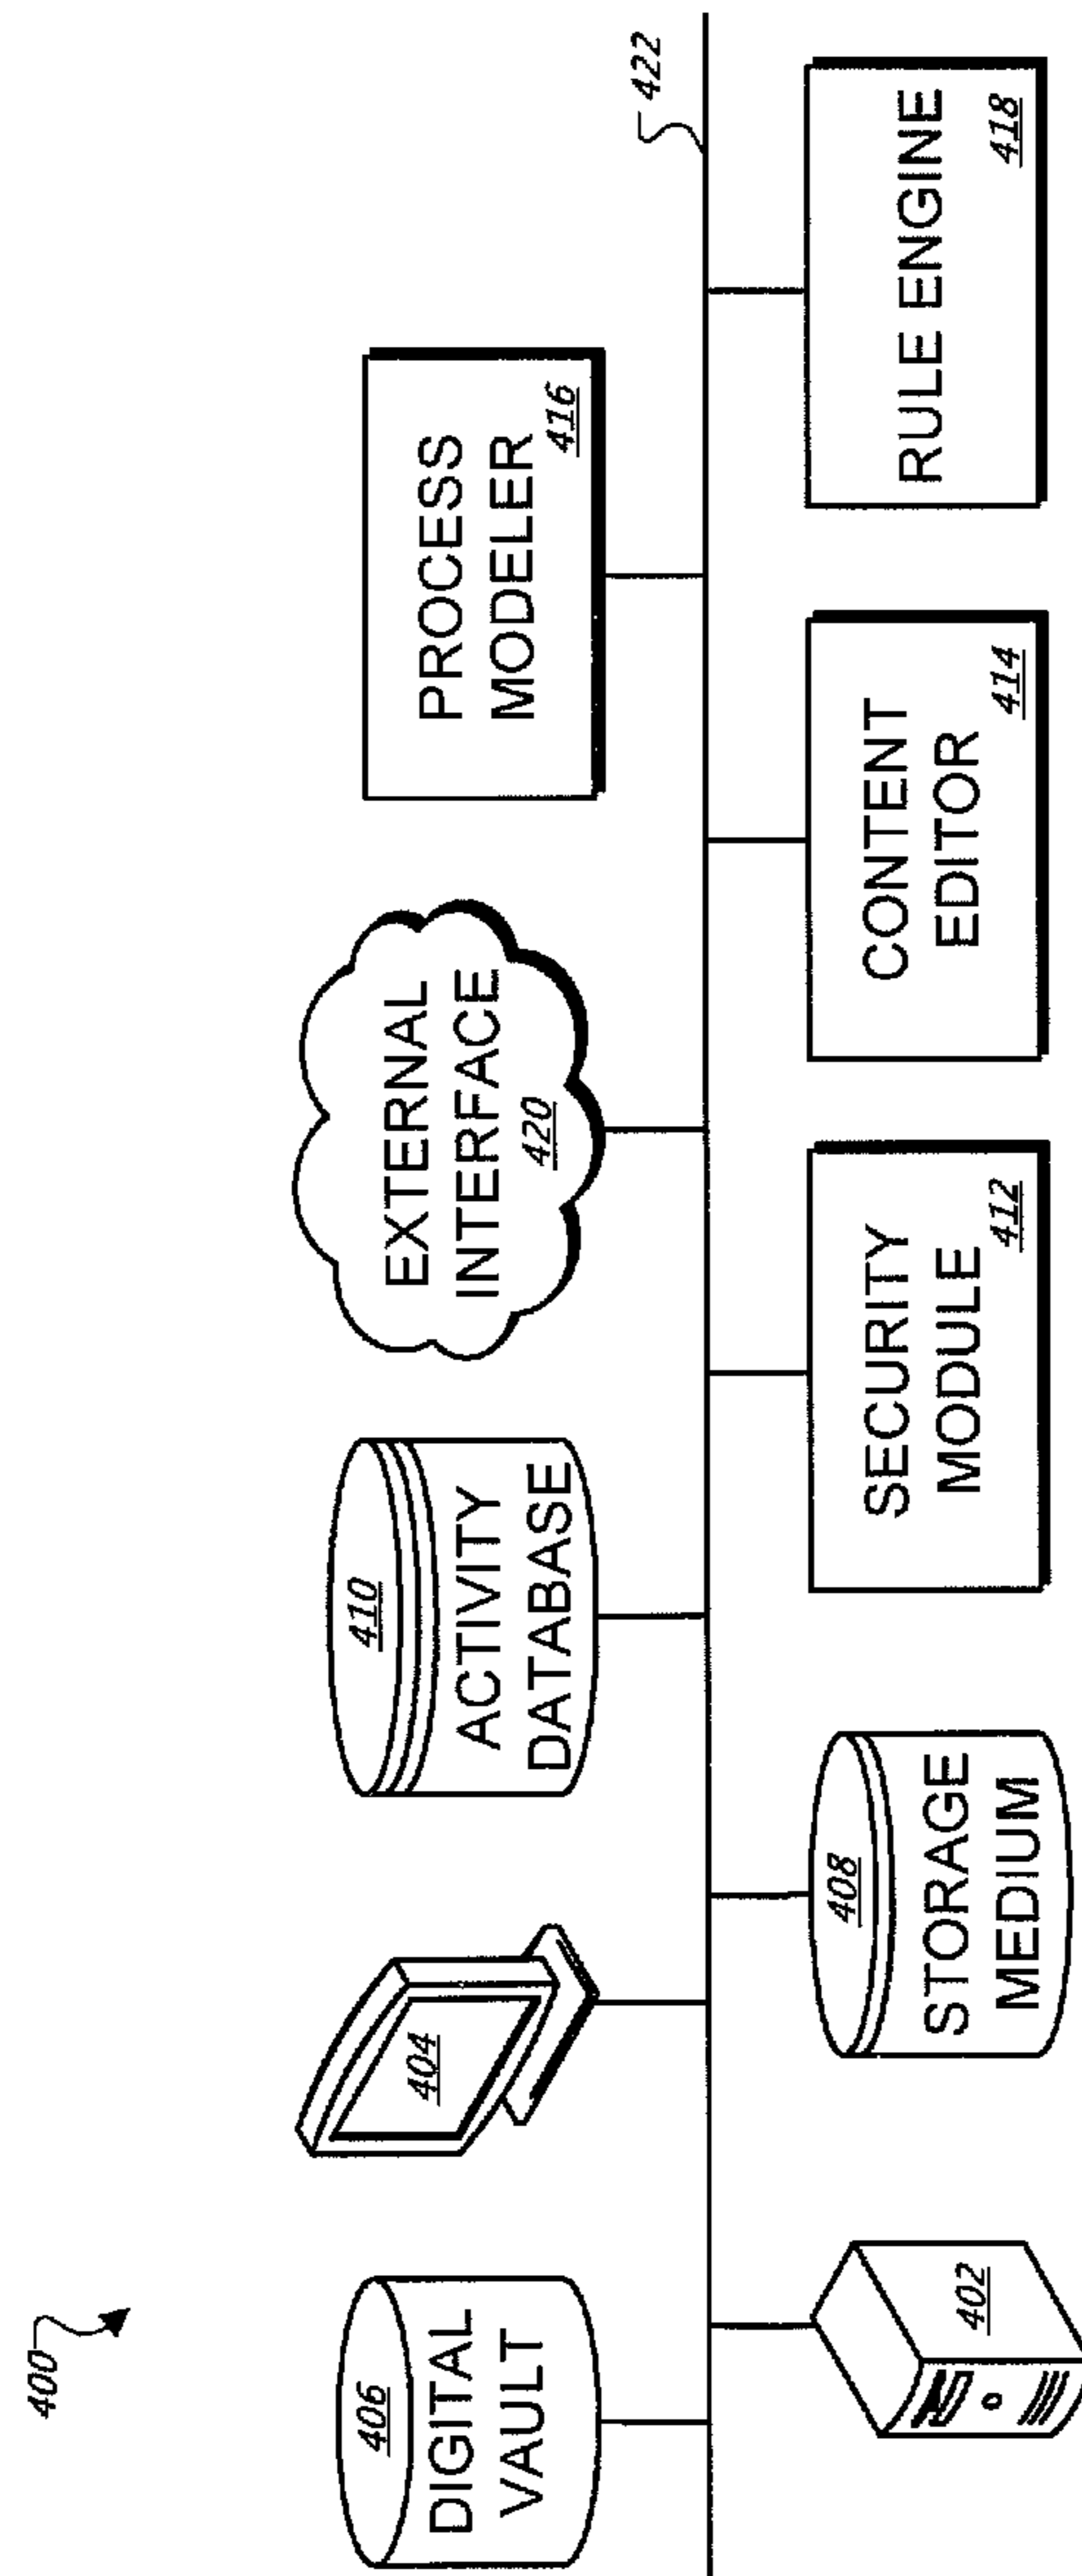 400
406
DIGITAL
VAULT
404
410
ACTIVITY
DATABASE
EXTERNAL
INTERFACE
420
PROCESS
MODELER
416
422
402
408
STORAGE
MEDIUM
SECURITY
MODULE
412
CONTENT
EDITOR
414
RULE ENGINE
418